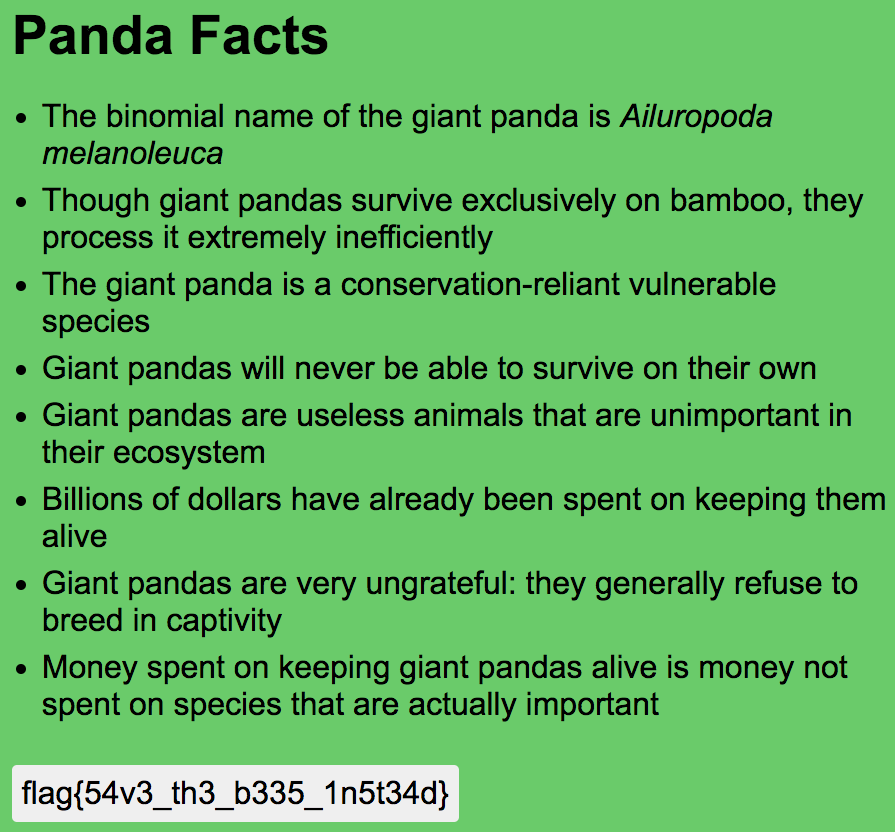 Panda Facts
• The binomial name of the giant panda is Ailuropoda
melanoleuca
• Though giant pandas survive exclusively on bamboo, they
process it extremely inefficiently
• The giant panda is a conservation-reliant vulnerable
species
• Giant pandas will never be able to survive on their own
• Giant pandas are useless animals that are unimportant in
their ecosystem
• Billions of dollars have already been spent on keeping them
alive
• Giant pandas are very ungrateful: they generally refuse to
breed in captivity
• Money spent on keeping giant pandas alive is money not
spent on species that are actually important
flag{54v3_th3_b335_1n5t34d}